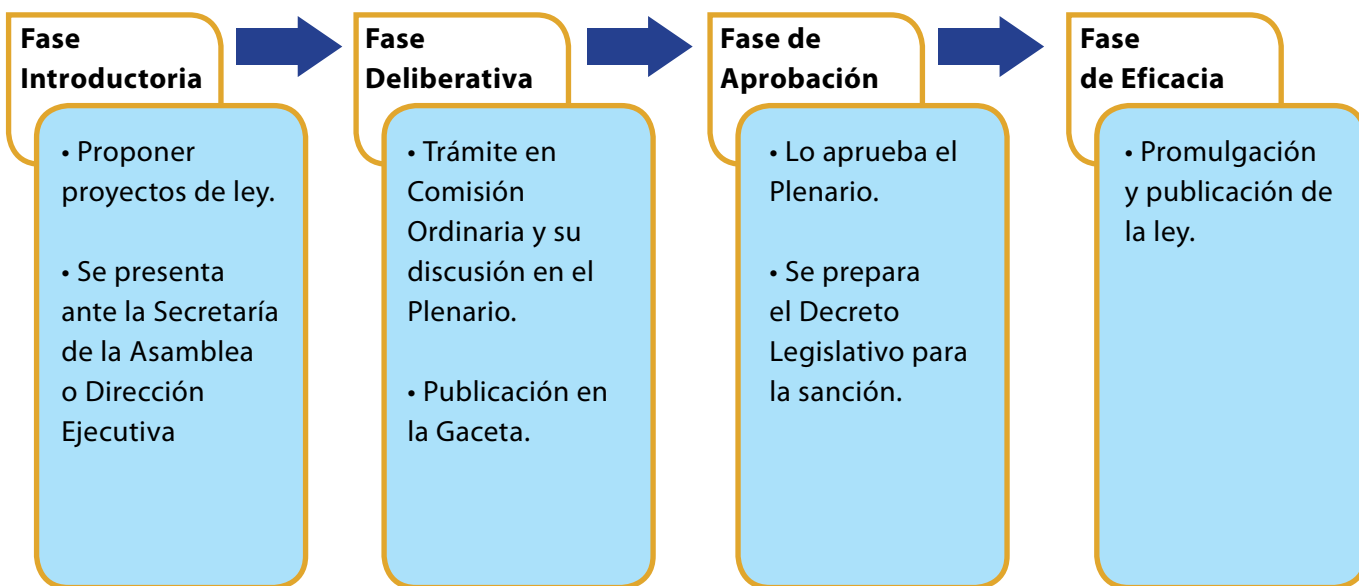 Fase
Introductoria
• Proponer
proyectos de ley.
• Se presenta
ante la Secretaría
de la Asamblea
o Dirección
Ejecutiva
Fase
Deliberativa
• Trámite en
Comisión
Ordinaria y su
discusión en el
Plenario.
• Publicación en
la Gaceta.
Fase de
Aprobación
• Lo aprueba el
Plenario.
• Se prepara
el Decreto
Legislativo para
la sanción.
Fase
de Eficacia
• Promulgación
y publicación de
la ley.